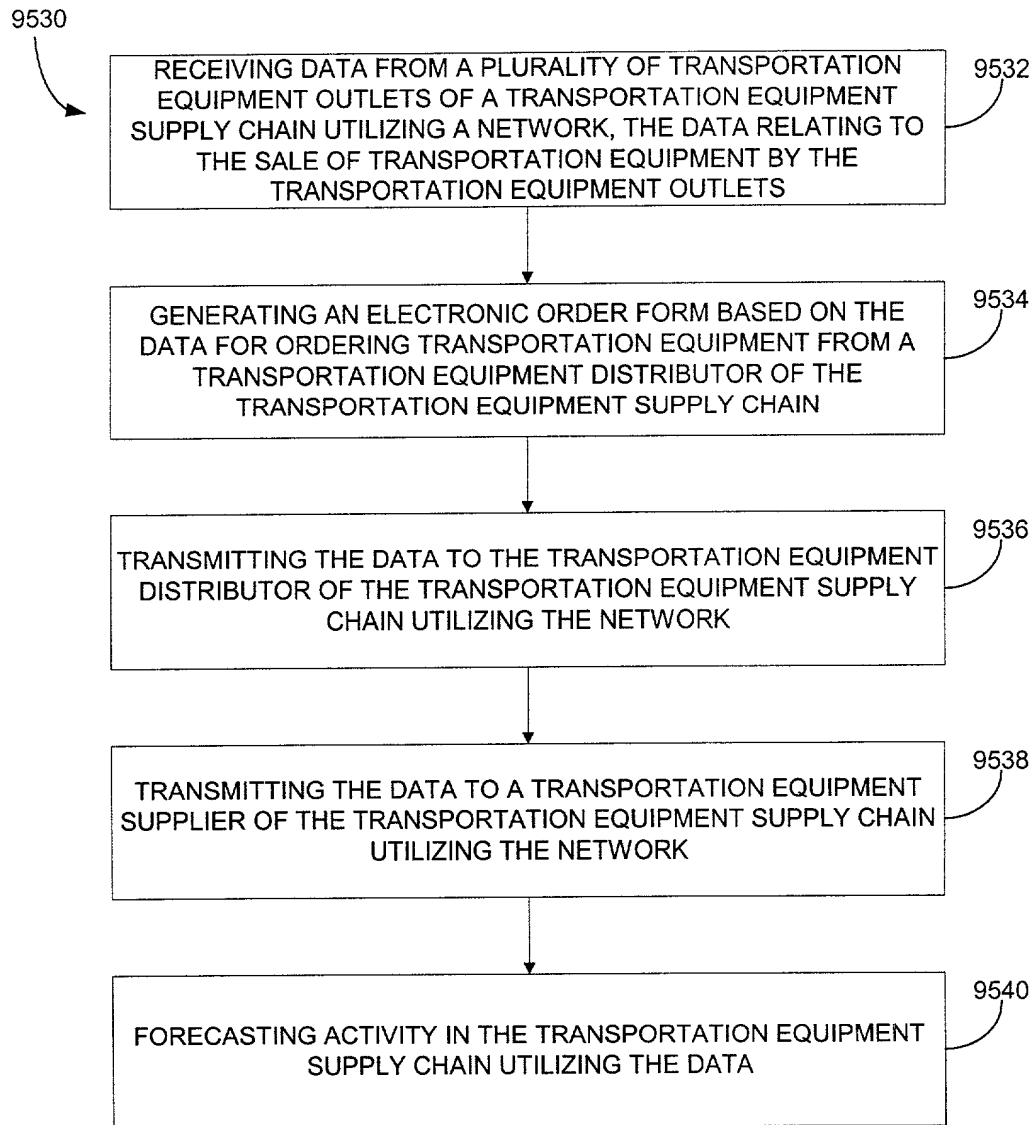 9530
RECEIVING DATA FROM A PLURALITY OF TRANSPORTATION
EQUIPMENT OUTLETS OF A TRANSPORTATION EQUIPMENT
SUPPLY CHAIN UTILIZING A NETWORK, THE DATA RELATING TO
THE SALE OF TRANSPORTATION EQUIPMENT BY THE
TRANSPORTATION EQUIPMENT OUTLETS
9532
GENERATING AN ELECTRONIC ORDER FORM BASED ON THE
DATA FOR ORDERING TRANSPORTATION EQUIPMENT FROM A
TRANSPORTATION EQUIPMENT DISTRIBUTOR OF THE
TRANSPORTATION EQUIPMENT SUPPLY CHAIN
9534
TRANSMITTING THE DATA TO THE TRANSPORTATION EQUIPMENT
DISTRIBUTOR OF THE TRANSPORTATION EQUIPMENT SUPPLY
CHAIN UTILIZING THE NETWORK
9536
TRANSMITTING THE DATA TO A TRANSPORTATION EQUIPMENT
SUPPLIER OF THE TRANSPORTATION EQUIPMENT SUPPLY CHAIN
UTILIZING THE NETWORK
9538
FORECASTING ACTIVITY IN THE TRANSPORTATION EQUIPMENT
SUPPLY CHAIN UTILIZING THE DATA
9540